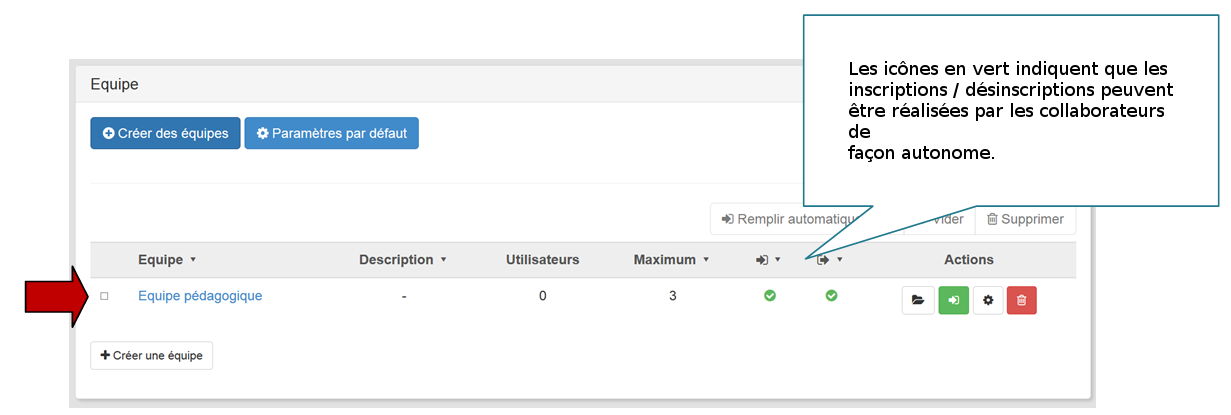 Les icônes en vert indiquent que les
inscriptions / désinscriptions peuvent
être réalisées par les collaborateurs
de
façon autonome.
Equipe
Créer des équipes Paramètres par défaut
Remplir Supprimer
Equipe Description Utilisateurs Maximum Actions
Equipe pédagogique - 0 3
Créer une équipe